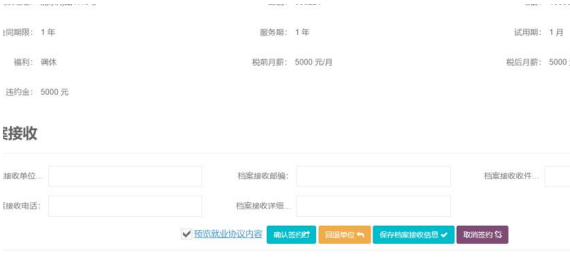 合同期限： 1 年 服务期： 1 年 试用期： 1 月
福利： 调休 税前月薪： 5000 元/月 税后月薪： 5000
违约金： 5000 元
案接收
接收单位... 档案接收邮编: 档案接收收件...
接收电话: 档案接收详细...
预览就业协议内容 确认签约 回退单位 保存档案接收信息 取消签约